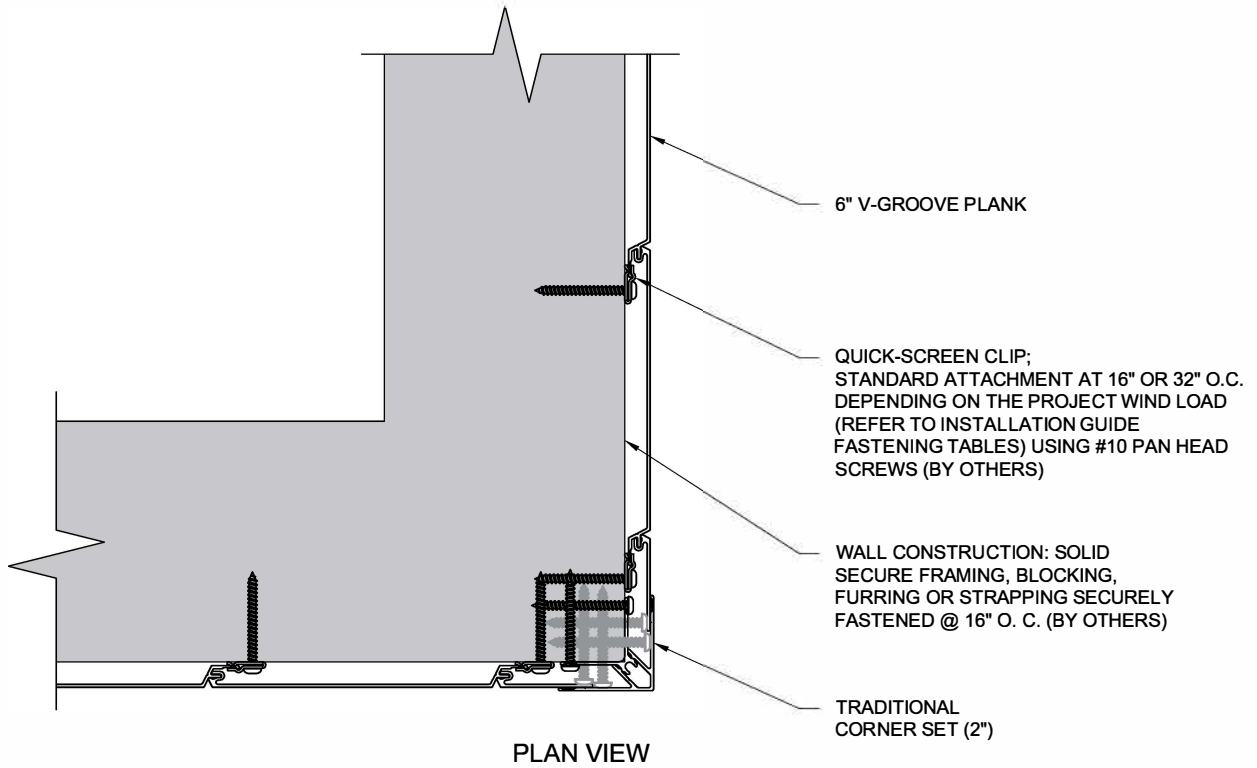 6" V-GROOVE PLANK
QUICK-SCREEN CLIP;
STANDARD ATTACHMENT AT 16" OR 32" O.C.
DEPENDING ON THE PROJECT WIND LOAD
(REFER TO INSTALLATION GUIDE
FASTENING TABLES) USING #10 PAN HEAD
SCREWS (BY OTHERS)
WALL CONSTRUCTION: SOLID
SECURE FRAMING, BLOCKING,
FURRING OR STRAPPING SECURELY
FASTENED @ 16" O. C. (BY OTHERS)
TRADITIONAL
CORNER SET (2")
PLAN VIEW